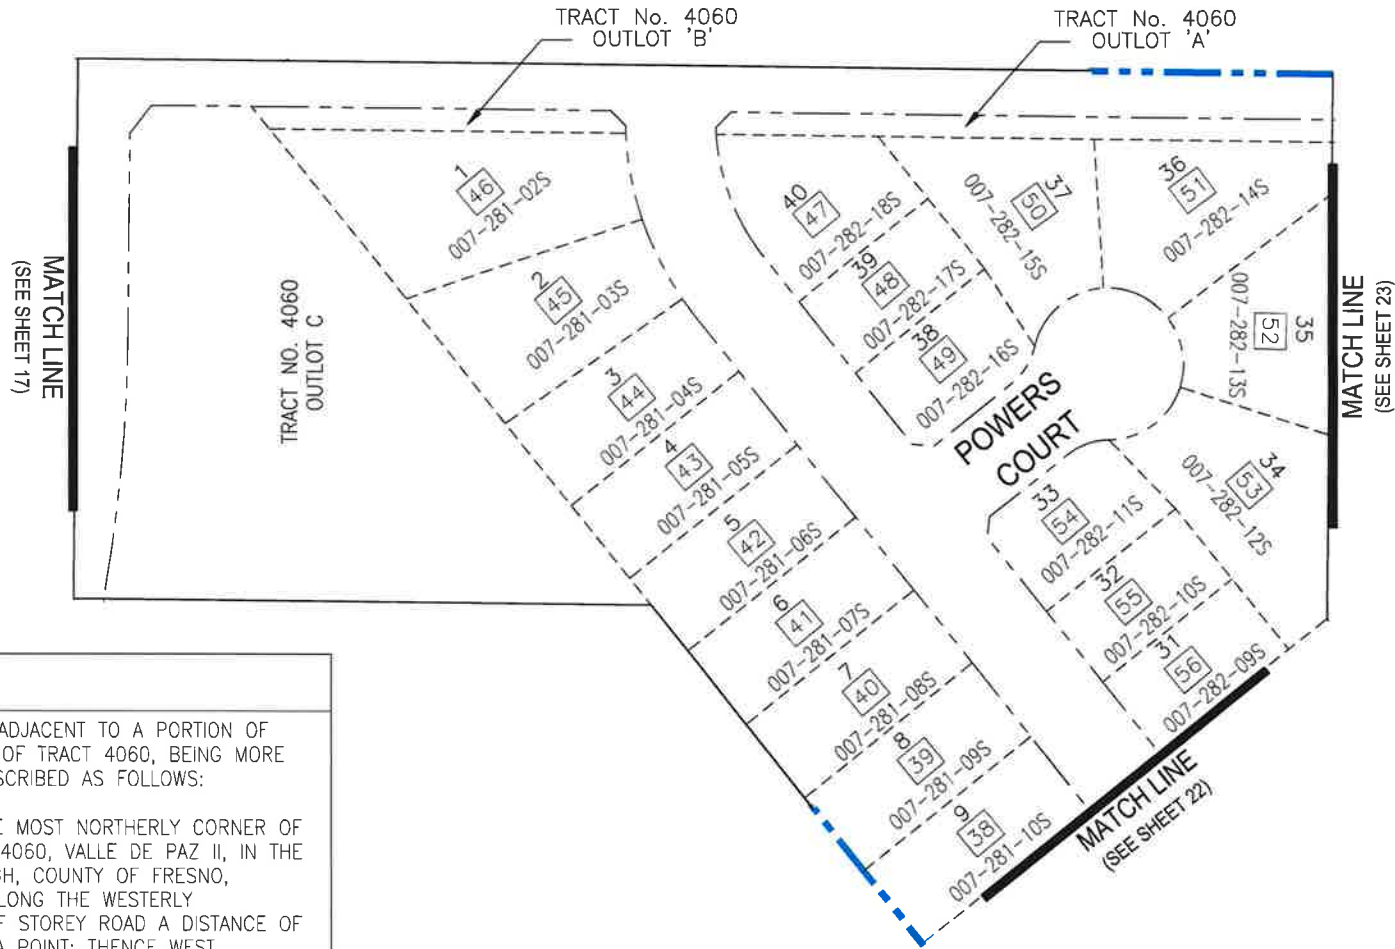 TRACT No. 4060
OUTLOT 'B'
TRACT No. 4060
OUTLOT 'A'
MATCH LINE
(SEE SHEET 17)
TRACT NO. 4060
OUTLOT C
1
46
007-281-02S
2
45
007-281-03S
3
44
007-281-04S
4
43
007-281-05S
5
42
007-281-06S
6
41
007-281-07S
7
40
007-281-08S
8
39
007-281-09S
9
38
007-281-10S
40
47
007-282-18S
39
48
007-282-17S
38
49
007-282-16S
37
50
007-282-15S
36
51
007-282-14S
35
52
007-282-13S
34
53
007-282-12S
33
54
007-282-11S
32
55
007-282-10S
31
56
007-282-09S
POWERS
COURT
MATCH LINE
(SEE SHEET 23)
MATCH LINE
(SEE SHEET 22)
ADJACENT TO A PORTION OF
OF TRACT 4060, BEING MORE
SCRIBED AS FOLLOWS:
E MOST NORTHERLY CORNER OF
4060, VALLE DE PAZ II, IN THE
H, COUNTY OF FRESNO,
LONG THE WESTERLY
F STOREY ROAD A DISTANCE OF
A POINT; THENCE WEST